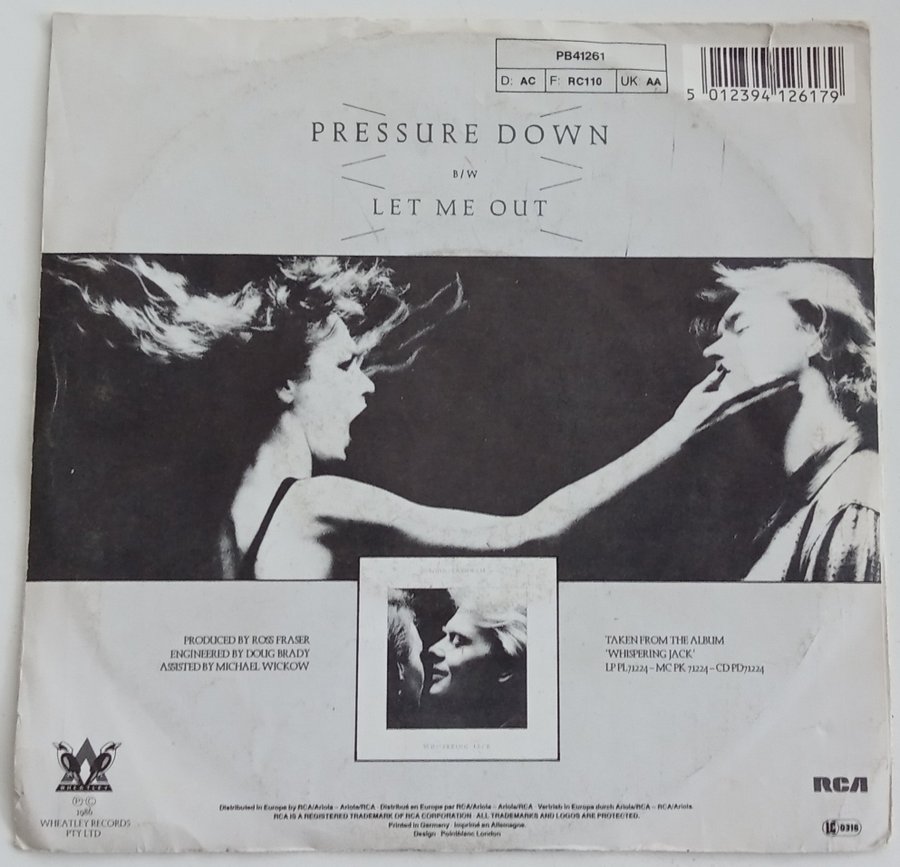 PB41261
D: AC F: RC110 UK AA
5 012394 126179
PRESSURE DOWN
B/W
LET ME OUT
PRODUCED BY ROSS FRASER
ENGINEERED BY DOUG BRADY
ASSISTED BY MICHAEL WICKOW
TAKEN FROM THE ALBUM
'WHISPERING JACK'
LP PL71224 – MC PK 71224 – CD PD71224
WHISPERING JACK
WHEATLEY
(P) (C)
1986
WHEATLEY RECORDS
PTY LTD
RCA
Distributed in Europe by RCA/Ariola – Ariola/RCA Distribué en Europe par RCA/Ariola – Ariola/RCA Vertrieb in Europa durch Ariola/RCA – RCA/Ariola.
RCA IS A REGISTERED TRADEMARK OF RCA CORPORATION ALL TRADEMARKS AND LOGOS ARE PROTECTED.
Printed in Germany · Imprimé en Allemagne.
Design Pointblanc London
LC 0316